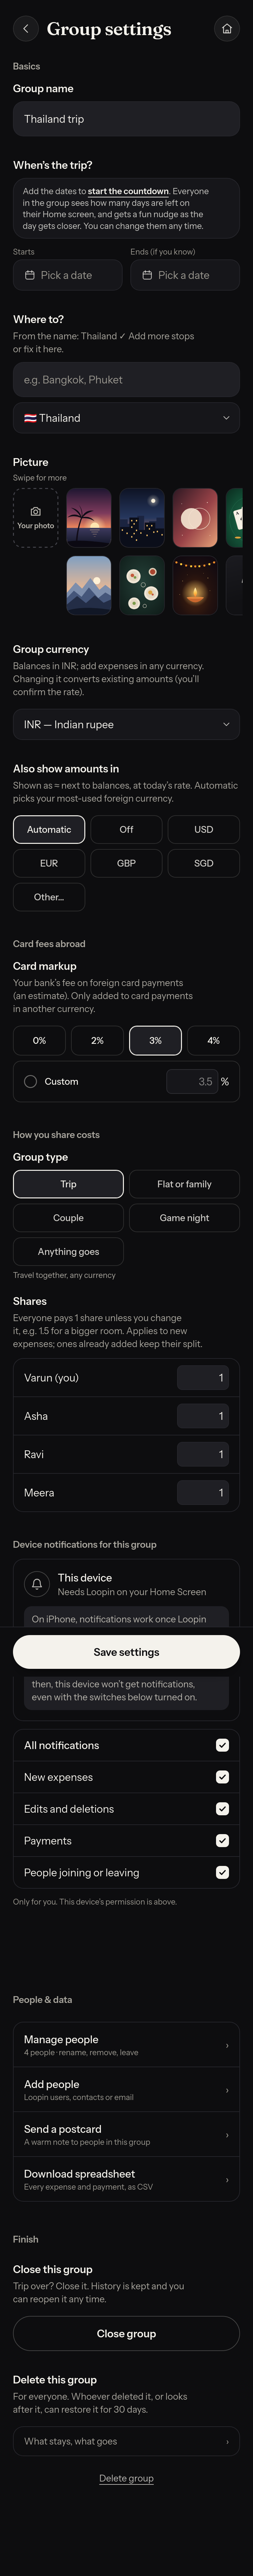 Group settings
Basics
Group name
Thailand trip
When's the trip?
Add the dates to start the countdown. Everyone
in the group sees how many days are left on
their Home screen, and gets a fun nudge as the
day gets closer. You can change them any time.
Starts
Ends (if you know)
Pick a date
Pick a date
Where to?
From the name: Thailand ✓ Add more stops
or fix it here.
e.g. Bangkok, Phuket
🇹🇭 Thailand
Picture
Swipe for more
Your photo
Group currency
Balances in INR; add expenses in any currency.
Changing it converts existing amounts (you'll
confirm the rate).
INR — Indian rupee
Also show amounts in
Shown as ≈ next to balances, at today's rate. Automatic
picks your most-used foreign currency.
Automatic
Off
USD
EUR
GBP
SGD
Other...
Card fees abroad
Card markup
Your bank's fee on foreign card payments
(an estimate). Only added to card payments
in another currency.
0%
2%
3%
4%
Custom
3.5 %
How you share costs
Group type
Trip
Flat or family
Couple
Game night
Anything goes
Travel together, any currency
Shares
Everyone pays 1 share unless you change
it, e.g. 1.5 for a bigger room. Applies to new
expenses; ones already added keep their split.
Varun (you) 1
Asha 1
Ravi 1
Meera 1
Device notifications for this group
This device
Needs Loopin on your Home Screen
On iPhone, notifications work once Loopin
Save settings
then, this device won't get notifications,
even with the switches below turned on.
All notifications
New expenses
Edits and deletions
Payments
People joining or leaving
Only for you. This device's permission is above.
People & data
Manage people
4 people · rename, remove, leave
Add people
Loopin users, contacts or email
Send a postcard
A warm note to people in this group
Download spreadsheet
Every expense and payment, as CSV
Finish
Close this group
Trip over? Close it. History is kept and you
can reopen it any time.
Close group
Delete this group
For everyone. Whoever deleted it, or looks
after it, can restore it for 30 days.
What stays, what goes
Delete group